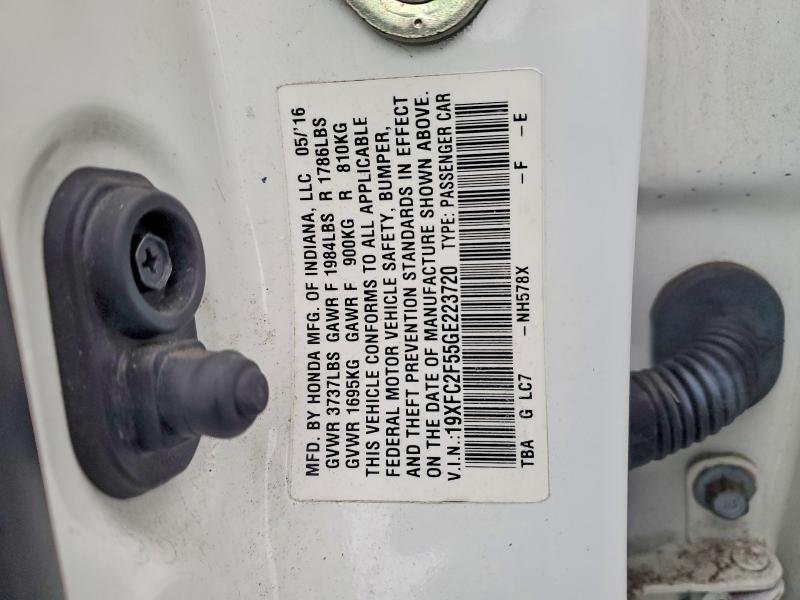 MFD. BY HONDA MFG. OF INDIANA, LLC 05/'16
GVWR 3737LBS GAWR F 1984LBS R 1786LBS
GVWR 1695KG GAWR F 900KG R 810KG
THIS VEHICLE CONFORMS TO ALL APPLICABLE
FEDERAL MOTOR VEHICLE SAFETY, BUMPER,
AND THEFT PREVENTION STANDARDS IN EFFECT
ON THE DATE OF MANUFACTURE SHOWN ABOVE.
V.I.N.:19XFC2F55GE223720 TYPE: PASSENGER CAR
TBA G LC7 -NH578X -F -E